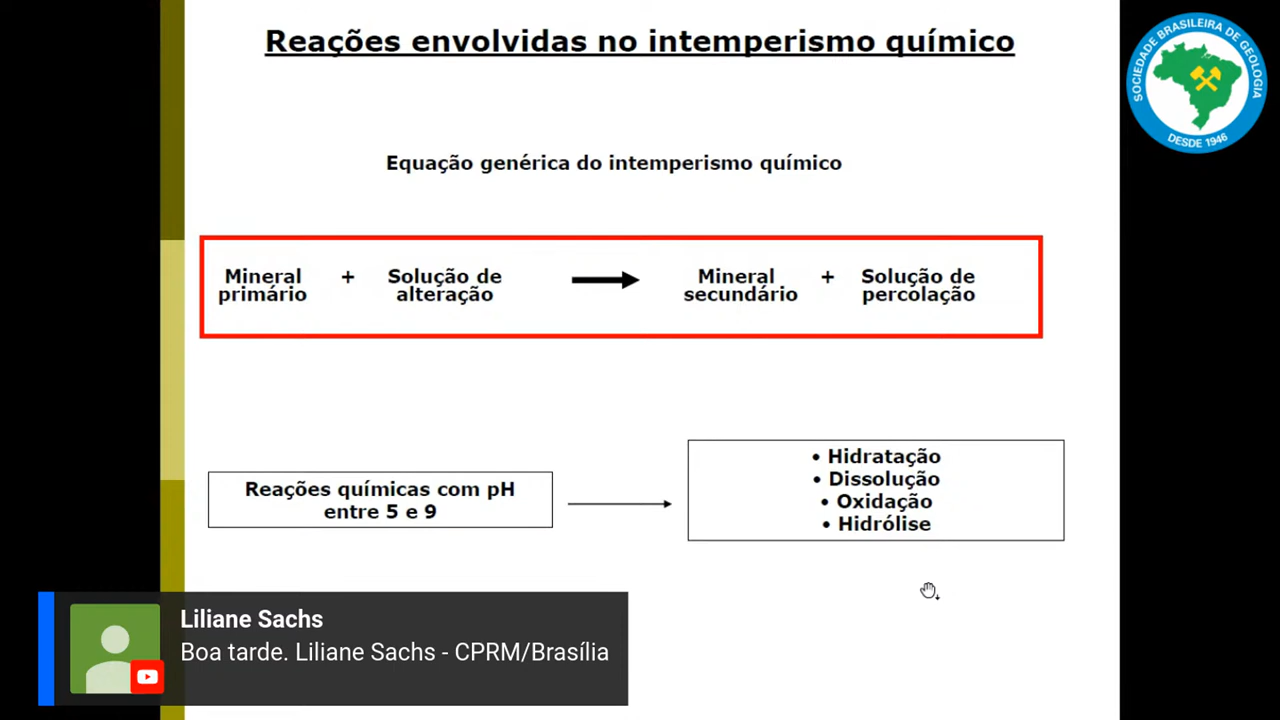 Reações envolvidas no intemperismo químico
SOCIEDADE BRASILEIRA DE GEOLOGIA
DESDE 1946
Equação genérica do intemperismo químico
Mineral + Solução de Mineral + Solução de
primário alteração secundário percolação
Reações químicas com pH
entre 5 e 9
• Hidratação
• Dissolução
• Oxidação
• Hidrólise
Liliane Sachs
Boa tarde. Liliane Sachs - CPRM/Brasília